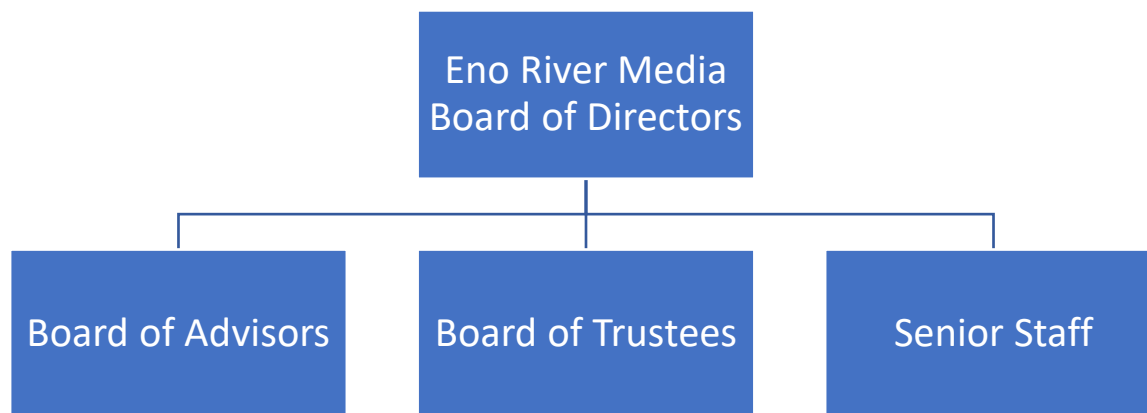 Eno River Media
Board of Directors
Board of Advisors
Board of Trustees
Senior Staff